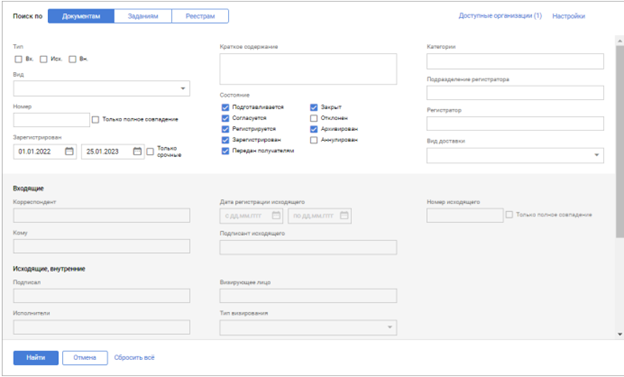 Поиск по Документам Заданиям Реестрам Доступные организации (1) Настройки
Тип Краткое содержание Категории
Вх. Исх. Вн.
Вид Подразделение регистратора
Состояние
Номер Подготавливается Закрыт Регистратор
Только полное совпадение Согласуется Отклонен
Регистрируется Архивирован
Зарегистрирован Зарегистрирован Аннулирован Вид доставки
01.01.2022 25.01.2023 Только срочные Передан получателям
Входящие
Корреспондент Дата регистрации исходящего Номер исходящего
с дд.мм.гггг по дд.мм.гггг Только полное совпадение
Кому Подписант исходящего
Исходящие, внутренние
Подписал Визирующее лицо
Исполнители Тип визирования
Найти Отмена Сбросить всё